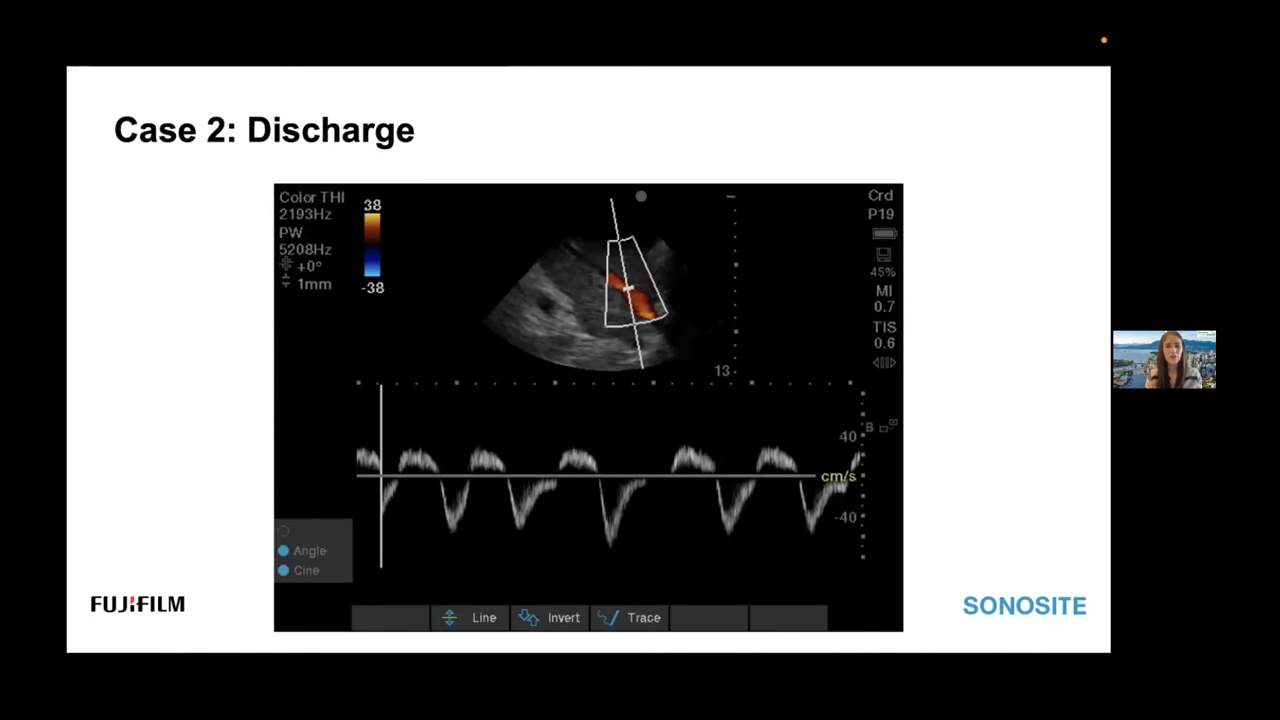 Case 2: Discharge
Color THI
2193Hz
PW
5208Hz
+0°
1mm
38
-38
Crd
P19
45%
MI
0.7
TIS
0.6
13
B
40
cm/s
-40
Angle
Cine
Line
Invert
Trace
FUJIFILM
SONOSITE